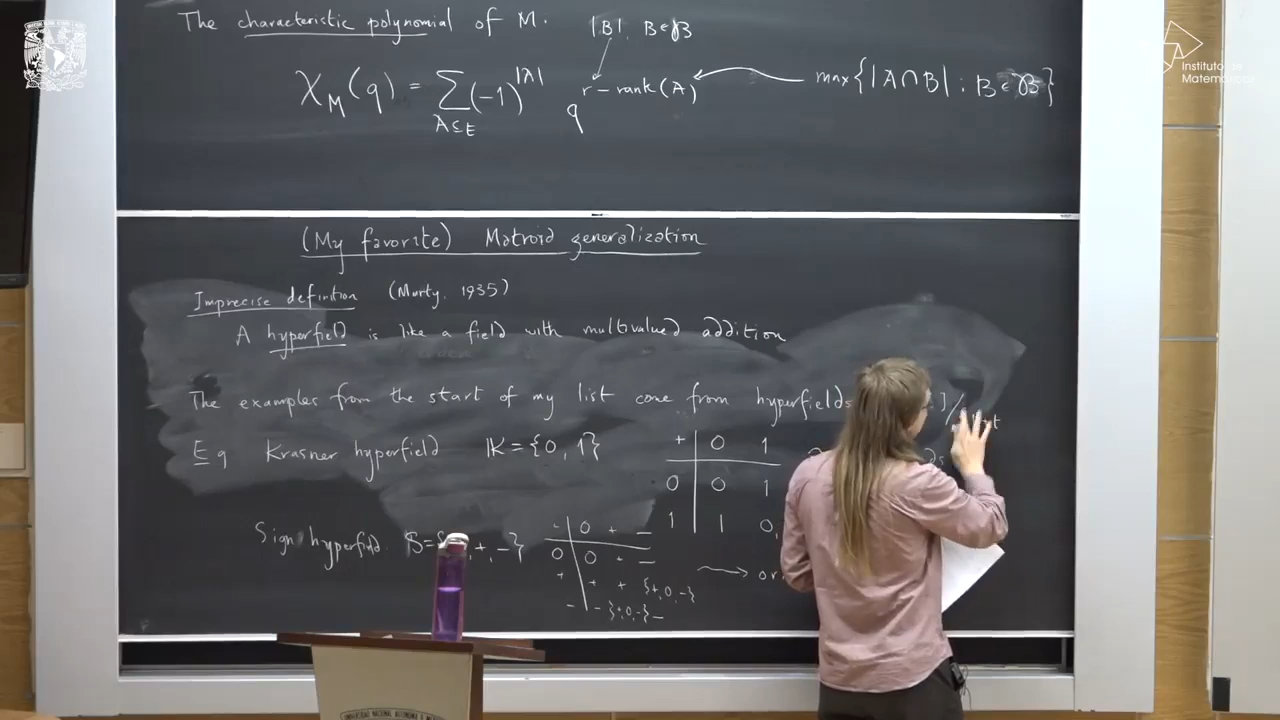 The characteristic polynomial of M.
|B|, B∈𝔅
χ_M(q) = Σ_{A⊆E} (-1)^{|A|} q^{r - rank(A)}
max{|A∩B| : B∈𝔅}
Instituto de
Matemáticas
(My favorite) Matroid generalization
Imprecise definition (Marty, 1935)
A hyperfield is like a field with multivalued addition
The examples from the start of my list come from hyperfields
Eg Krasner hyperfield 𝕂 = {0, 1}
+ 0 1
0 0 1
1 1 0,
Sign hyperfield. 𝕊= +, -}
0 + -
0 0 + -
+ + + {+, 0, -}
- - {+, 0, -} -
→ or